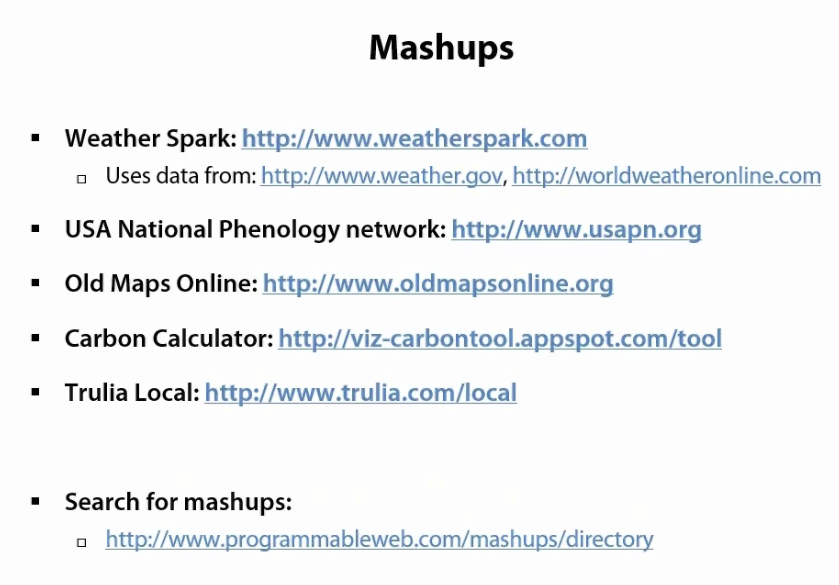 Mashups
▪ Weather Spark: http://www.weatherspark.com
▫ Uses data from: http://www.weather.gov, http://worldweatheronline.com
▪ USA National Phenology network: http://www.usapn.org
▪ Old Maps Online: http://www.oldmapsonline.org
▪ Carbon Calculator: http://viz-carbontool.appspot.com/tool
▪ Trulia Local: http://www.trulia.com/local
▪ Search for mashups:
▫ http://www.programmableweb.com/mashups/directory